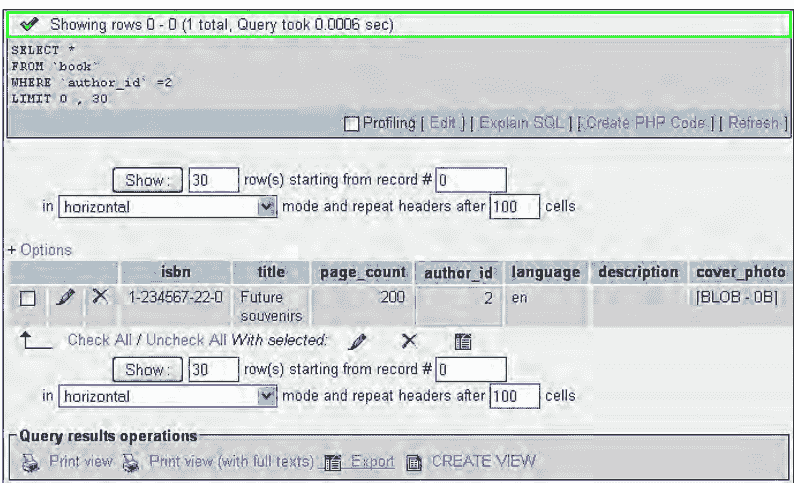 Showing rows 0 - 0 (1 total, Query took 0.0006 sec)
SELECT *
FROM `book`
WHERE `author_id` =2
LIMIT 0 , 30
Profiling [ Edit ] [ Explain SQL ] [ Create PHP Code ] [ Refresh ]
Show : 30 row(s) starting from record # 0
in horizontal mode and repeat headers after 100 cells
+ Options
isbn title page_count author_id language description cover_photo
1-234567-22-0 Future souvenirs 200 2 en [BLOB - 0B]
Check All / Uncheck All With selected:
Show : 30 row(s) starting from record # 0
in horizontal mode and repeat headers after 100 cells
Query results operations
Print view Print view (with full texts) Export CREATE VIEW